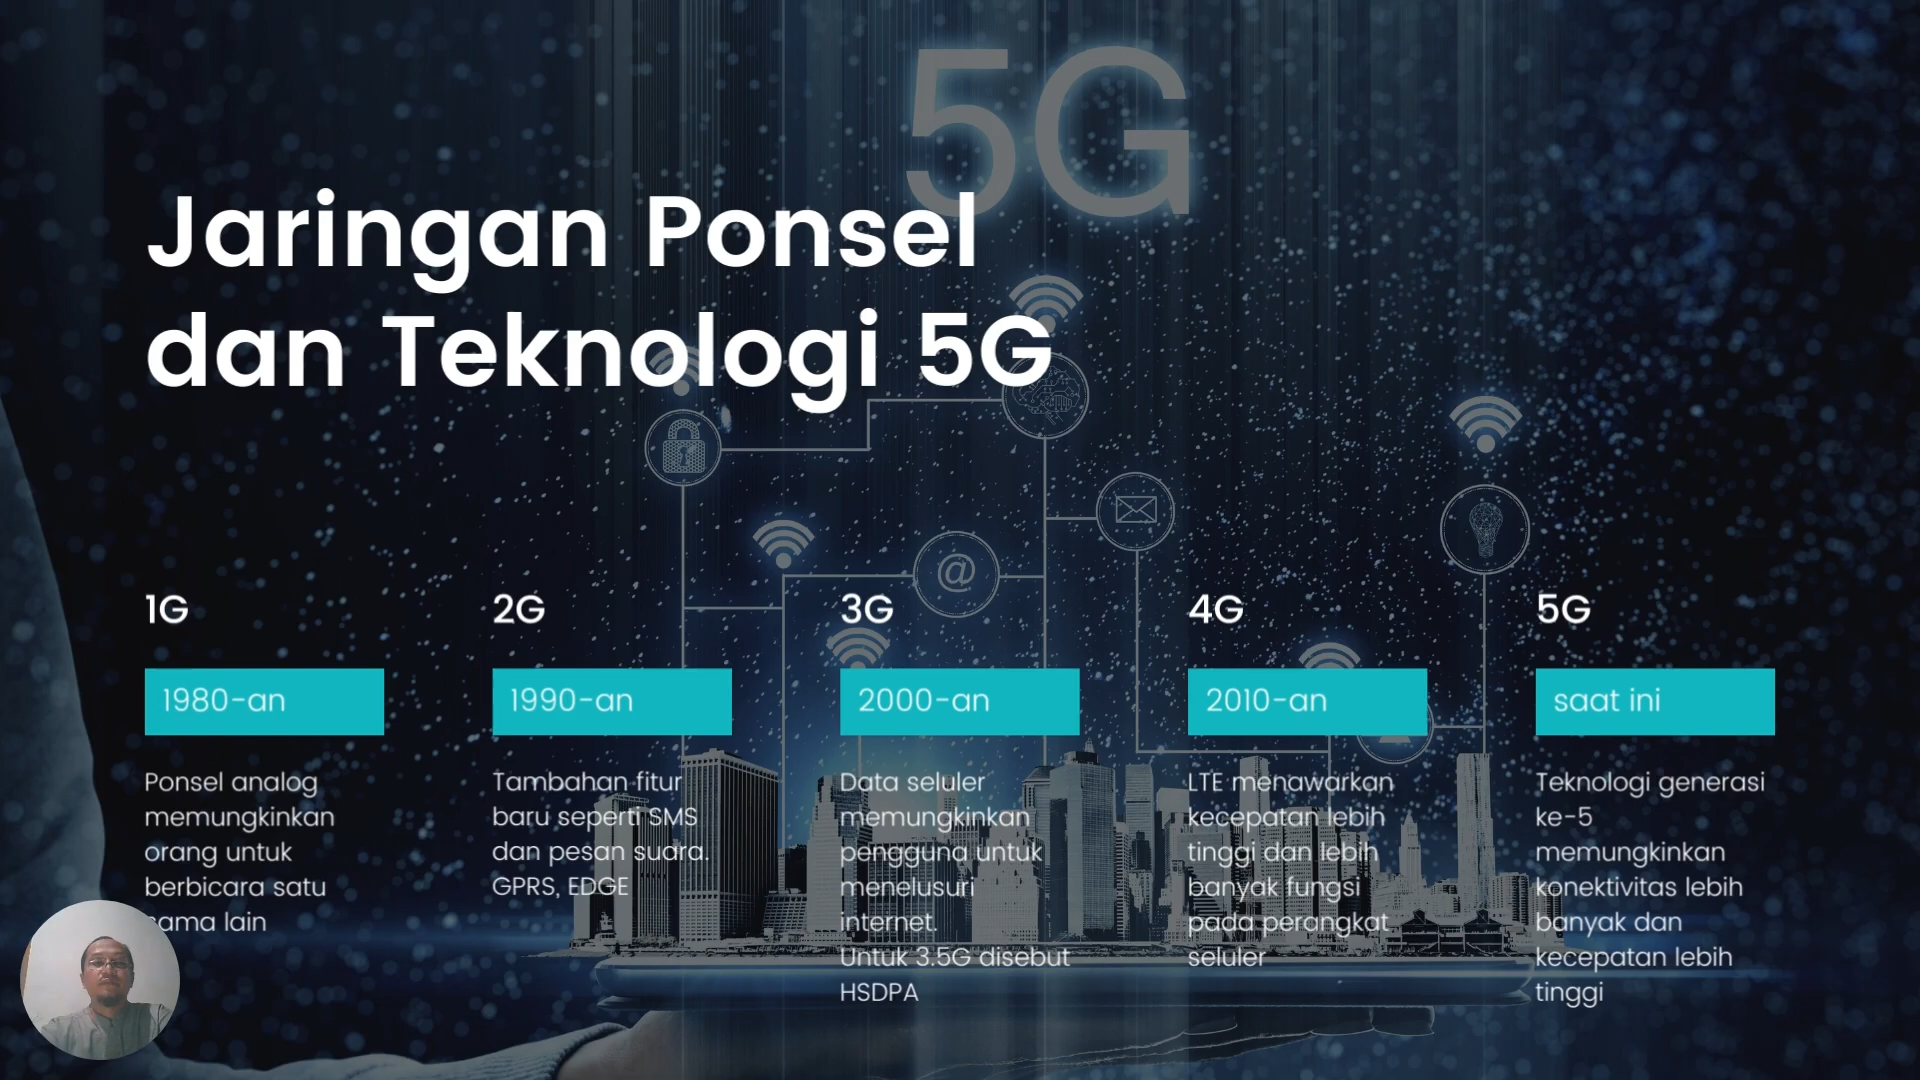 5G
Jaringan Ponsel
dan Teknologi 5G
@
1G
1980-an
Ponsel analog
memungkinkan
orang untuk
berbicara satu
sama lain
2G
1990-an
Tambahan fitur
baru seperti SMS
dan pesan suara.
GPRS, EDGE
3G
2000-an
Data seluler
memungkinkan
pengguna untuk
menelusuri
internet.
Untuk 3.5G disebut
HSDPA
4G
2010-an
LTE menawarkan
kecepatan lebih
tinggi dan lebih
banyak fungsi
pada perangkat
seluler
5G
saat ini
Teknologi generasi
ke-5
memungkinkan
konektivitas lebih
banyak dan
kecepatan lebih
tinggi